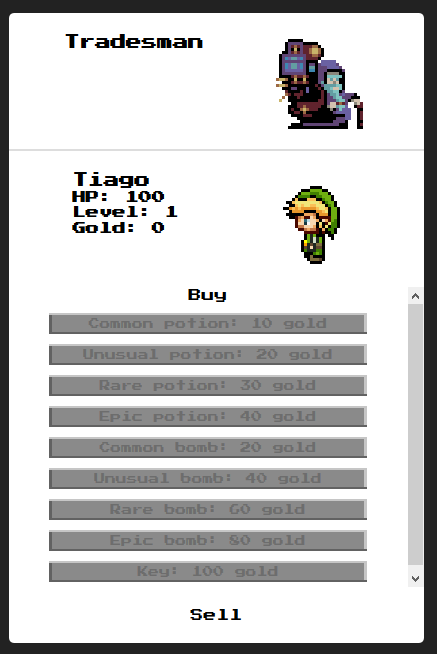 Tradesman
Tiago
HP: 100
Level: 1
Gold: 0
Buy
Common potion: 10 gold
Unusual potion: 20 gold
Rare potion: 30 gold
Epic potion: 40 gold
Common bomb: 20 gold
Unusual bomb: 40 gold
Rare bomb: 60 gold
Epic bomb: 80 gold
Key: 100 gold
Sell